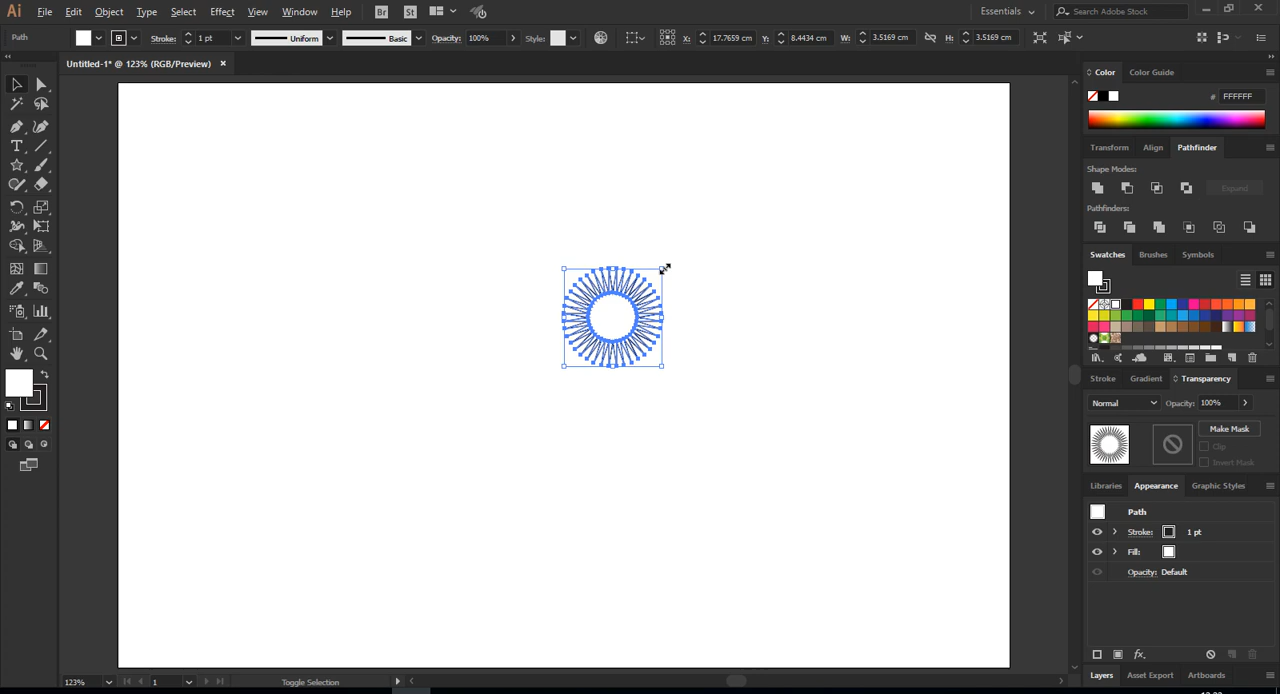 Ai File Edit Object Type Select Effect View Window Help Br St Essentials Search Adobe Stock
Path Stroke: 1 pt Uniform Basic Opacity: 100% Style: X: 17.7659 cm Y: 8.4434 cm W: 3.5169 cm H: 3.5169 cm
Untitled-1* @ 123% (RGB/Preview) ×
Color Color Guide
# FFFFFF
Transform Align Pathfinder
Shape Modes:
Expand
Pathfinders:
Swatches Brushes Symbols
Stroke Gradient Transparency
Normal Opacity: 100%
Make Mask
Clip
Invert Mask
Libraries Appearance Graphic Styles
Path
Stroke: 1 pt
Fill:
Opacity: Default
fx
Layers Asset Export Artboards
123% 1 Toggle Selection